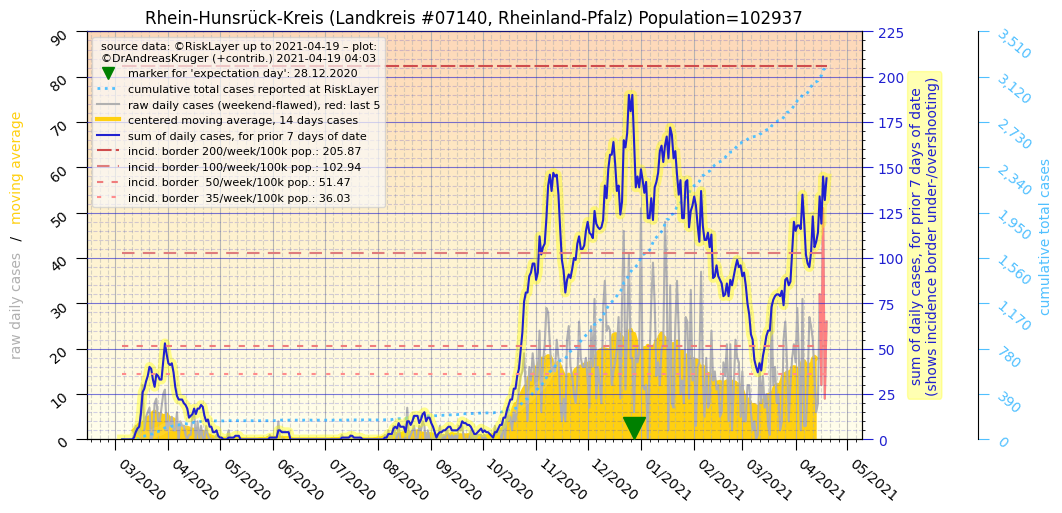 Rhein-Hunsrück-Kreis (Landkreis #07140, Rheinland-Pfalz) Population=102937
source data: ©RiskLayer up to 2021-04-19 – plot:
©DrAndreasKruger (+contrib.) 2021-04-19 04:03
marker for 'expectation day': 28.12.2020
cumulative total cases reported at RiskLayer
raw daily cases (weekend-flawed), red: last 5
centered moving average, 14 days cases
sum of daily cases, for prior 7 days of date
incid. border 200/week/100k pop.: 205.87
incid. border 100/week/100k pop.: 102.94
incid. border  50/week/100k pop.: 51.47
incid. border  35/week/100k pop.: 36.03
raw daily cases / moving average
90
80
70
60
50
40
30
20
10
0
03/2020
04/2020
05/2020
06/2020
07/2020
08/2020
09/2020
10/2020
11/2020
12/2020
01/2021
02/2021
03/2021
04/2021
05/2021
225
200
175
150
125
100
75
50
25
0
sum of daily cases, for prior 7 days of date
(shows incidence border under-/overshooting)
3,510
3,120
2,730
2,340
1,950
1,560
1,170
780
390
0
cumulative total cases